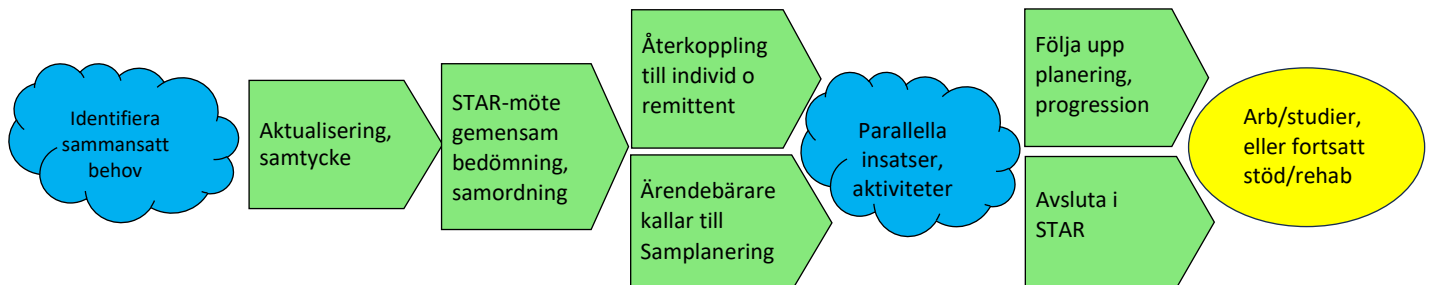 Identifiera
sammansatt
behov
Aktualisering,
samtycke
STAR-möte
gemensam
bedömning,
samordning
Återkoppling
till individ o
remittent
Ärendebärare
kallar till
Samplanering
Parallella
insatser,
aktiviteter
Följa upp
planering,
progression
Avsluta i
STAR
Arb/studier,
eller fortsatt
stöd/rehab